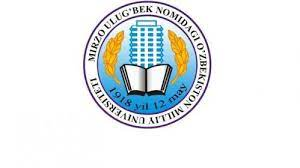 MIRZO ULUG'BEK NOMIDAGI O'ZBEKISTON MILLIY UNIVERSITETI
1918 yil 12 may